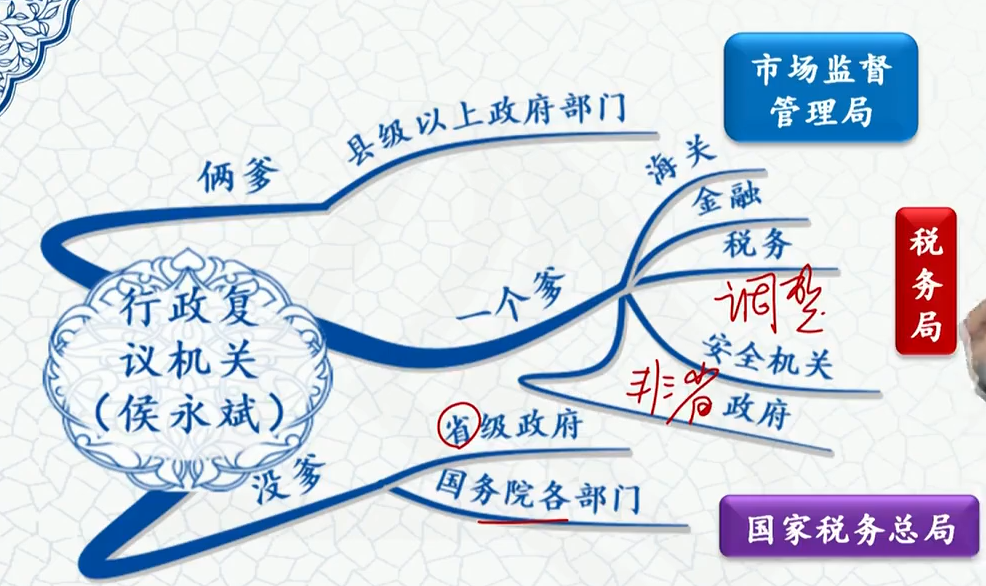 市场监督
管理局
俩爹
县级以上政府部门
海关
金融
税务
调整
一个爹
安全机关
非省
政府
行政复
议机关
（侯永斌）
没爹
省级政府
国务院各部门
税
务
局
国家税务总局